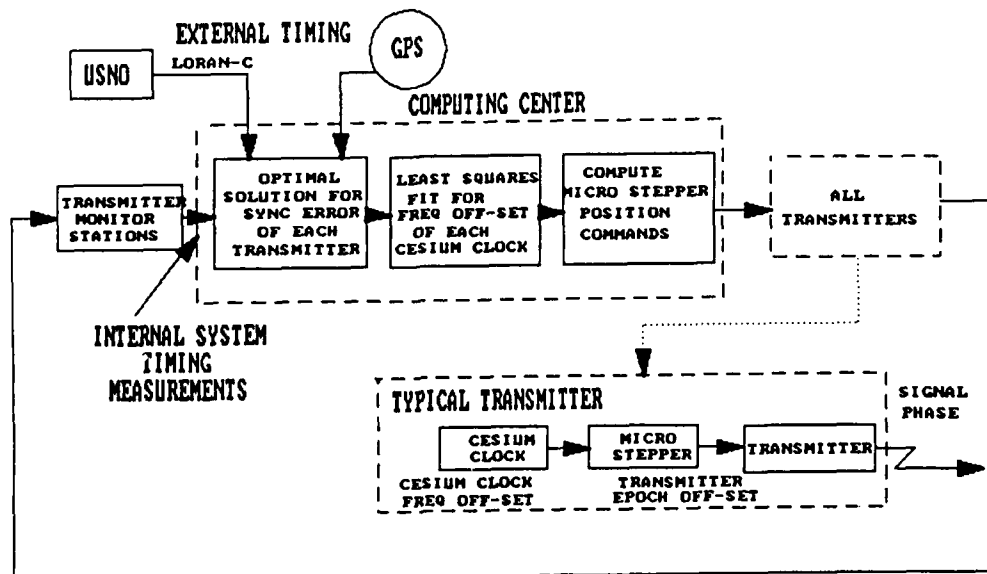 EXTERNAL TIMING
USNO
LORAN-C
GPS
COMPUTING CENTER
TRANSMITTER
MONITOR
STATIONS
OPTIMAL
SOLUTION FOR
SYNC ERROR
OF EACH
TRANSMITTER
LEAST SQUARES
FIT FOR
FREQ OFF-SET
OF EACH
CESIUM CLOCK
COMPUTE
MICRO STEPPER
POSITION
COMMANDS
ALL
TRANSMITTERS
INTERNAL SYSTEM
TIMING
MEASUREMENTS
TYPICAL TRANSMITTER
CESIUM
CLOCK
MICRO
STEPPER
TRANSMITTER
CESIUM CLOCK
FREQ OFF-SET
TRANSMITTER
EPOCH OFF-SET
SIGNAL
PHASE